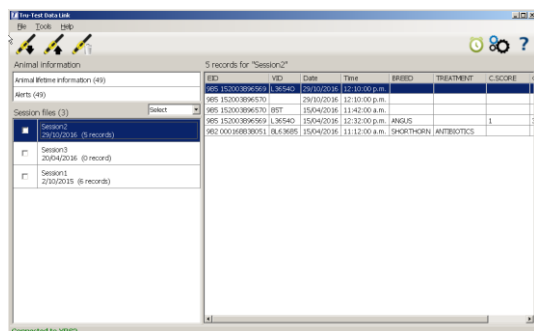 Tru-Test Data Link
File Tools Help
Animal information
Animal lifetime information (49)
Alerts (49)
Session files (3) Select
Session2
29/10/2016 (5 records)
Session3
20/04/2016 (0 record)
Session1
2/10/2015 (6 records)
5 records for "Session2"
EID VID Date Time BREED TREATMENT C.SCORE
985 152003896569 L36540 29/10/2016 12:10:00 p.m.
985 152003896570 29/10/2016 12:10:00 p.m.
985 152003896570 BST 15/04/2016 11:42:00 a.m.
985 152003896569 L36540 15/04/2016 12:32:00 p.m. ANGUS 1
982 000168838051 BL63685 15/04/2016 11:12:00 a.m. SHORTHORN ANTIBIOTICS
Connected to